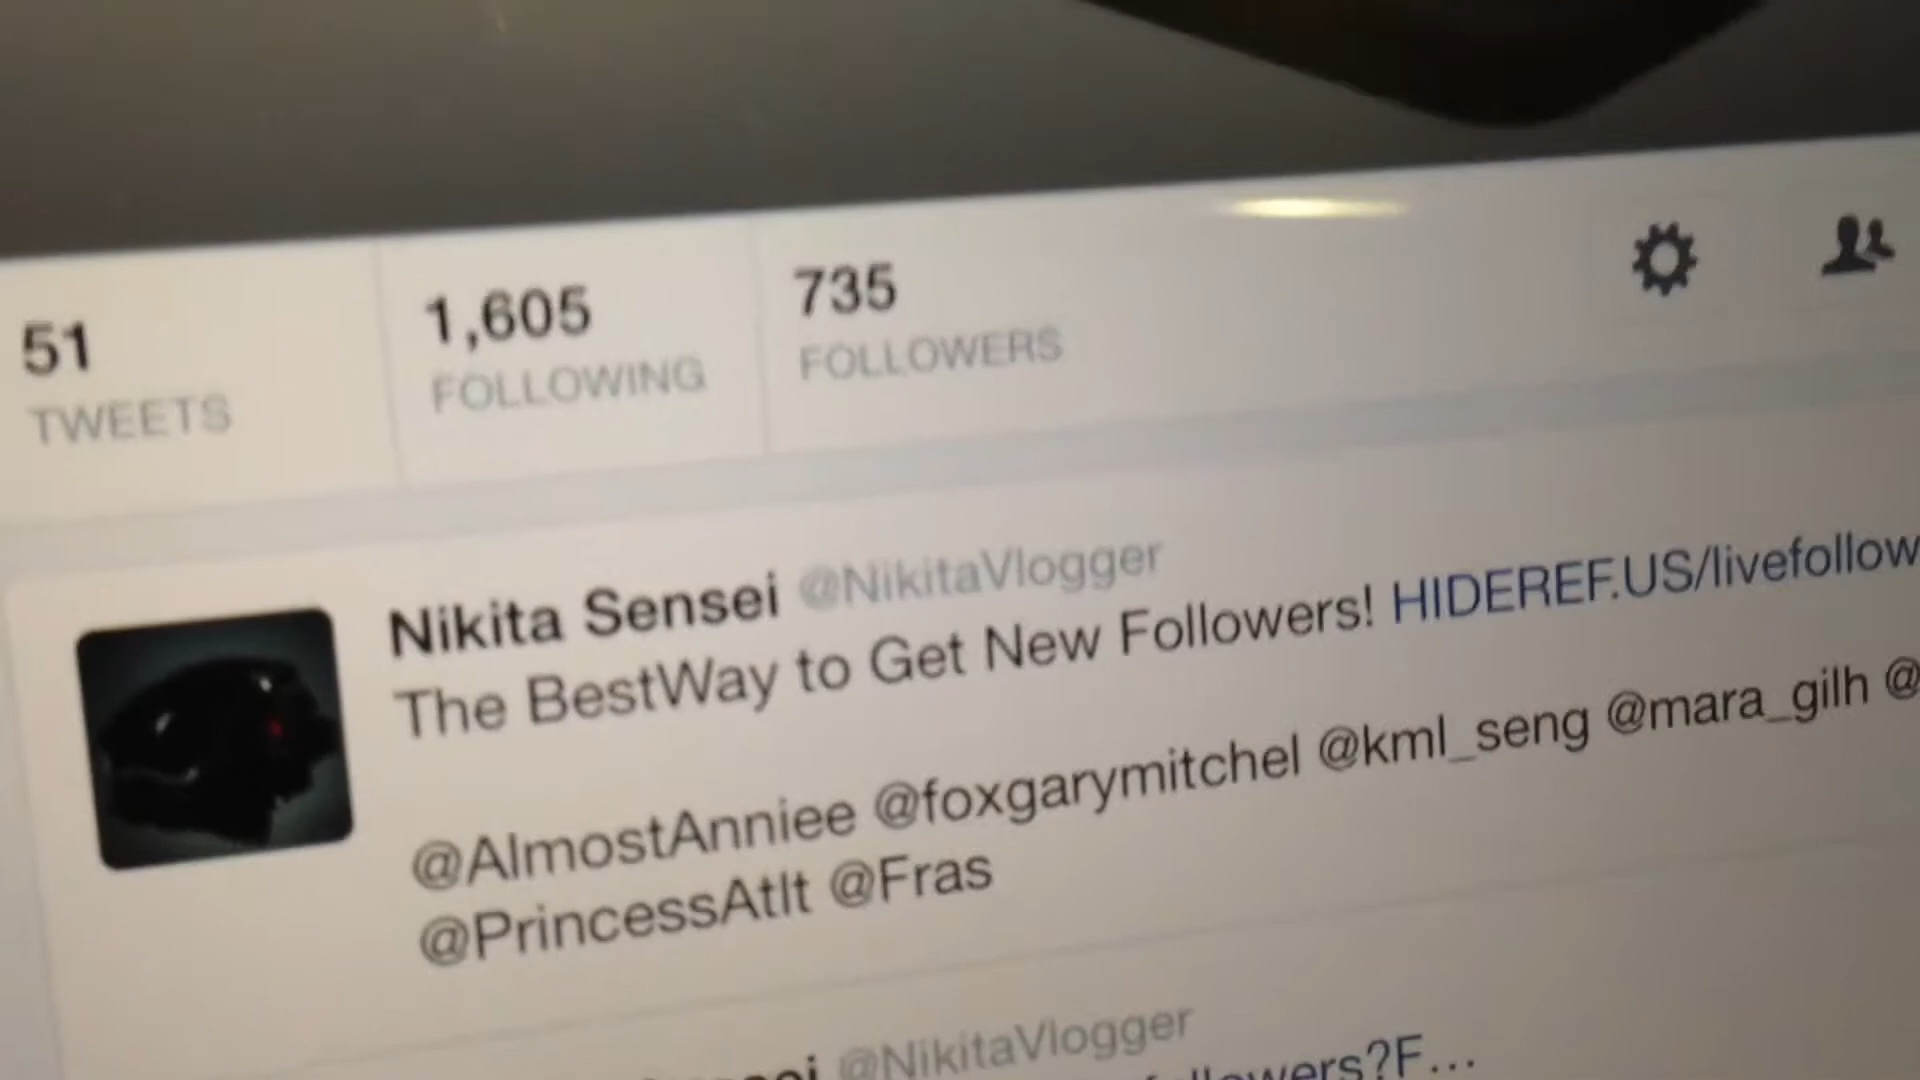 51
TWEETS
1,605
FOLLOWING
735
FOLLOWERS
Nikita Sensei @NikitaVlogger
The BestWay to Get New Followers! HIDEREF.US/livefollow
@AlmostAnniee @foxgarymitchel @kml_seng @mara_gilh @
@PrincessAtlt @Fras
@NikitaVlogger